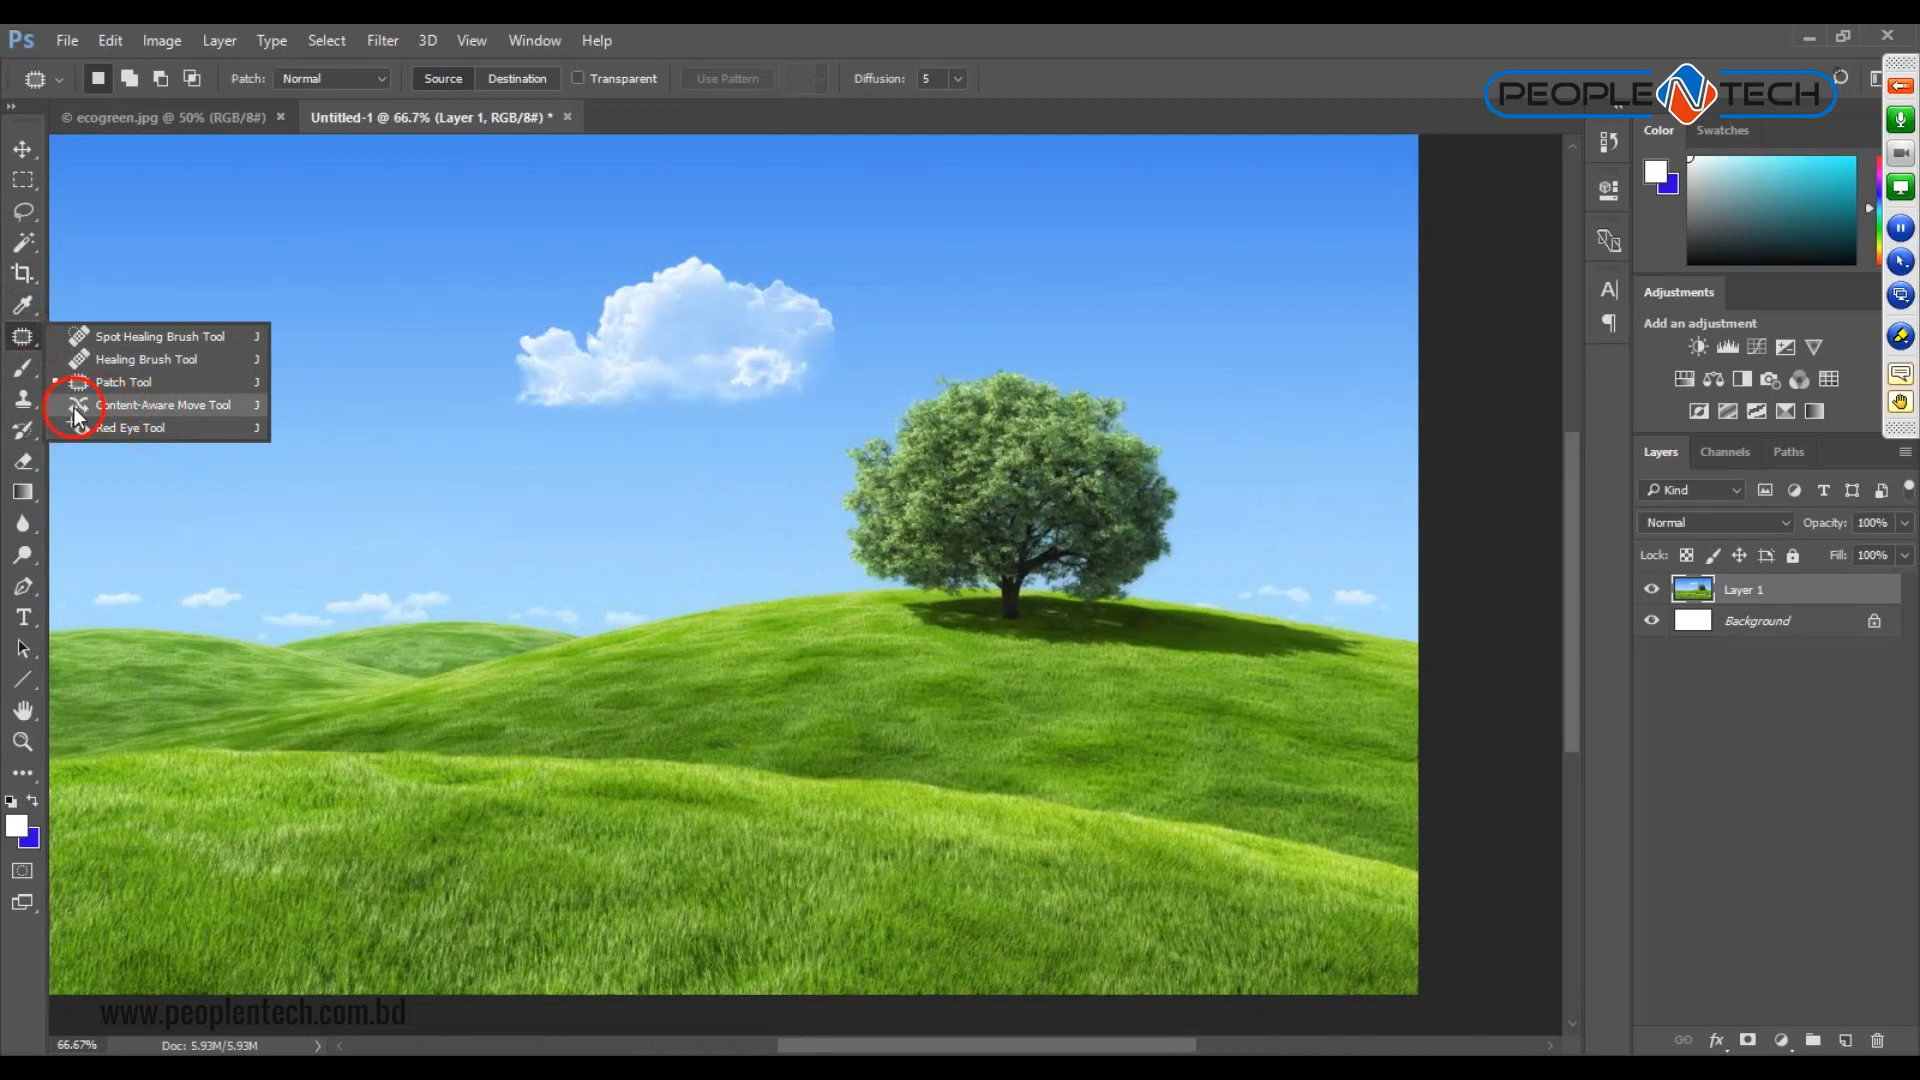 Ps File Edit Image Layer Type Select Filter 3D View Window Help
Patch: Normal Source Destination Transparent Use Pattern Diffusion: 5
PEOPLE N TECH
© ecogreen.jpg @ 50% (RGB/8#) × Untitled-1 @ 66.7% (Layer 1, RGB/8#) * ×
Color Swatches
Adjustments
Add an adjustment
Spot Healing Brush Tool J
Healing Brush Tool J
Patch Tool J
Content-Aware Move Tool J
Red Eye Tool J
Layers Channels Paths
Kind
Normal Opacity: 100%
Lock: Fill: 100%
Layer 1
Background
www.peoplentech.com.bd
66.67% Doc: 5.93M/5.93M
fx